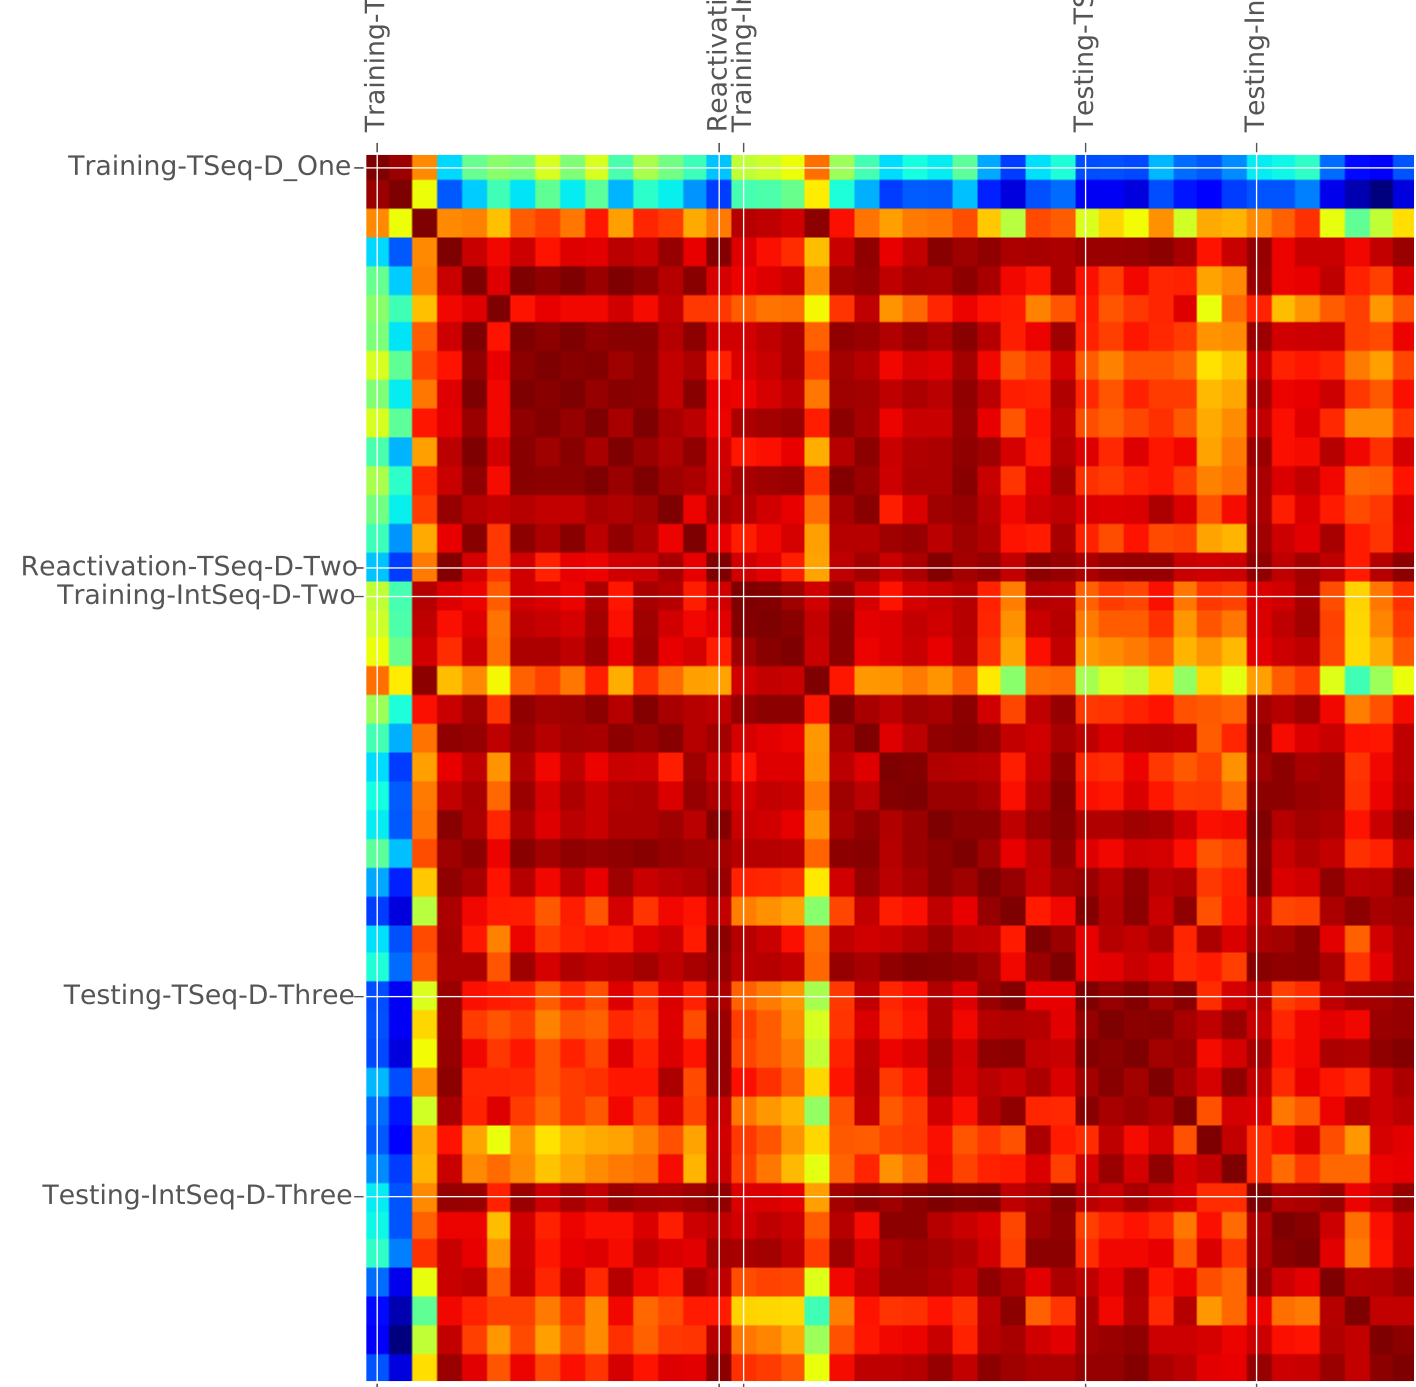 Training-T
Reactivati
Training-I
Testing-TS
Testing-In
Training-TSeq-D_One
Reactivation-TSeq-D-Two
Training-IntSeq-D-Two
Testing-TSeq-D-Three
Testing-IntSeq-D-Three